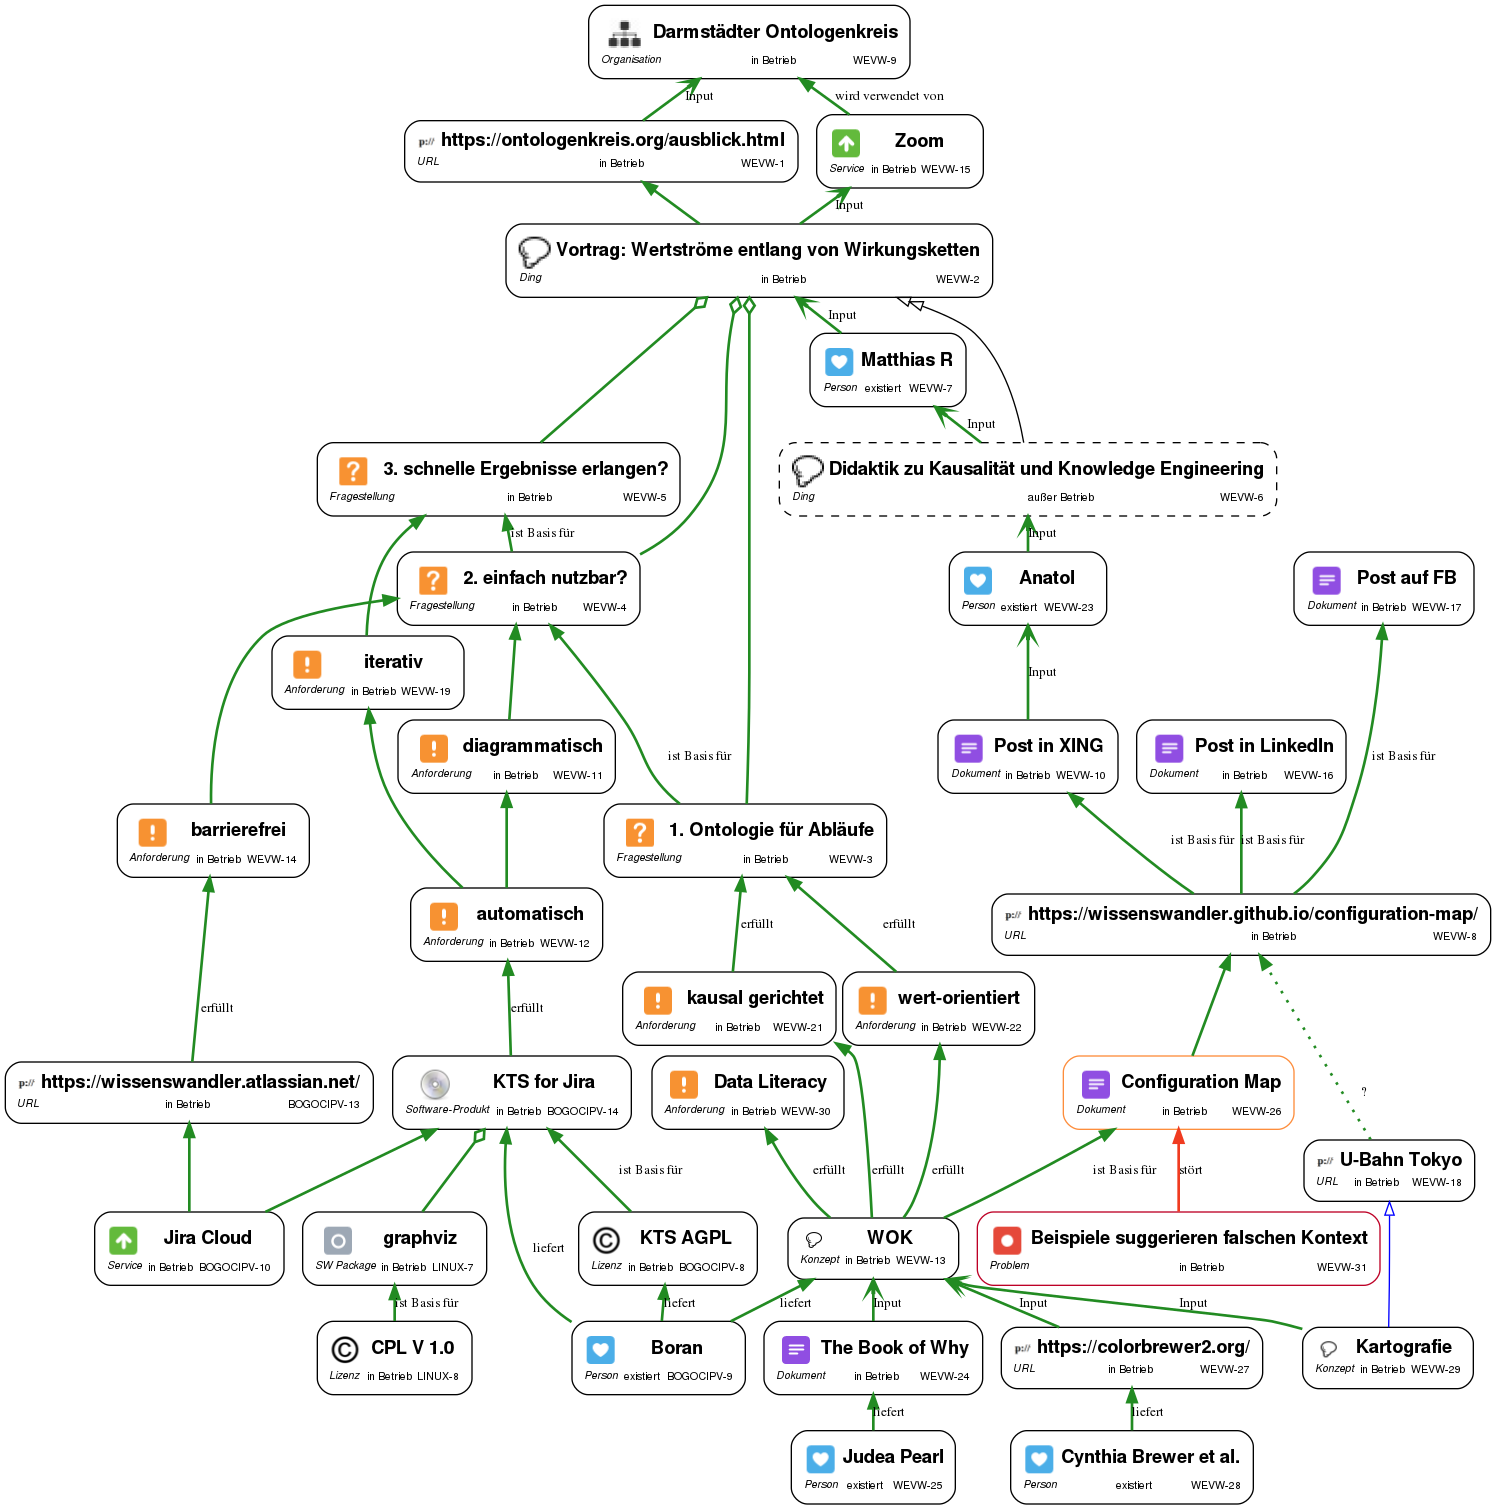 Darmstädter Ontologenkreis
Organisation in Betrieb WEVW-9
Input
wird verwendet von
p:// https://ontologenkreis.org/ausblick.html
URL in Betrieb WEVW-1
Zoom
Service in Betrieb WEVW-15
Input
Vortrag: Wertströme entlang von Wirkungsketten
Ding in Betrieb WEVW-2
Input
Matthias R
Person existiert WEVW-7
Input
3. schnelle Ergebnisse erlangen?
Fragestellung in Betrieb WEVW-5
Didaktik zu Kausalität und Knowledge Engineering
Ding außer Betrieb WEVW-6
ist Basis für
Input
2. einfach nutzbar?
Fragestellung in Betrieb WEVW-4
Anatol
Person existiert WEVW-23
Post auf FB
Dokument in Betrieb WEVW-17
iterativ
Anforderung in Betrieb WEVW-19
Input
diagrammatisch
Anforderung in Betrieb WEVW-11
ist Basis für
Post in XING
Dokument in Betrieb WEVW-10
Post in LinkedIn
Dokument in Betrieb WEVW-16
ist Basis für
barrierefrei
Anforderung in Betrieb WEVW-14
1. Ontologie für Abläufe
Fragestellung in Betrieb WEVW-3
ist Basis für
ist Basis für
automatisch
Anforderung in Betrieb WEVW-12
erfüllt
erfüllt
p:// https://wissenswandler.github.io/configuration-map/
URL in Betrieb WEVW-8
erfüllt
erfüllt
kausal gerichtet
Anforderung in Betrieb WEVW-21
wert-orientiert
Anforderung in Betrieb WEVW-22
p:// https://wissenswandler.atlassian.net/
URL in Betrieb BOGOCIPV-13
KTS for Jira
Software-Produkt in Betrieb BOGOCIPV-14
Data Literacy
Anforderung in Betrieb WEVW-30
Configuration Map
Dokument in Betrieb WEVW-26
?
ist Basis für
erfüllt
erfüllt
erfüllt
ist Basis für
stört
p:// U-Bahn Tokyo
URL in Betrieb WEVW-18
Jira Cloud
Service in Betrieb BOGOCIPV-10
graphviz
SW Package in Betrieb LINUX-7
liefert
KTS AGPL
Lizenz in Betrieb BOGOCIPV-8
WOK
Konzept in Betrieb WEVW-13
Beispiele suggerieren falschen Kontext
Problem in Betrieb WEVW-31
ist Basis für
liefert
liefert
Input
Input
Input
CPL V 1.0
Lizenz in Betrieb LINUX-8
Boran
Person existiert BOGOCIPV-9
The Book of Why
Dokument in Betrieb WEVW-24
p:// https://colorbrewer2.org/
URL in Betrieb WEVW-27
Kartografie
Konzept in Betrieb WEVW-29
liefert
liefert
Judea Pearl
Person existiert WEVW-25
Cynthia Brewer et al.
Person existiert WEVW-28